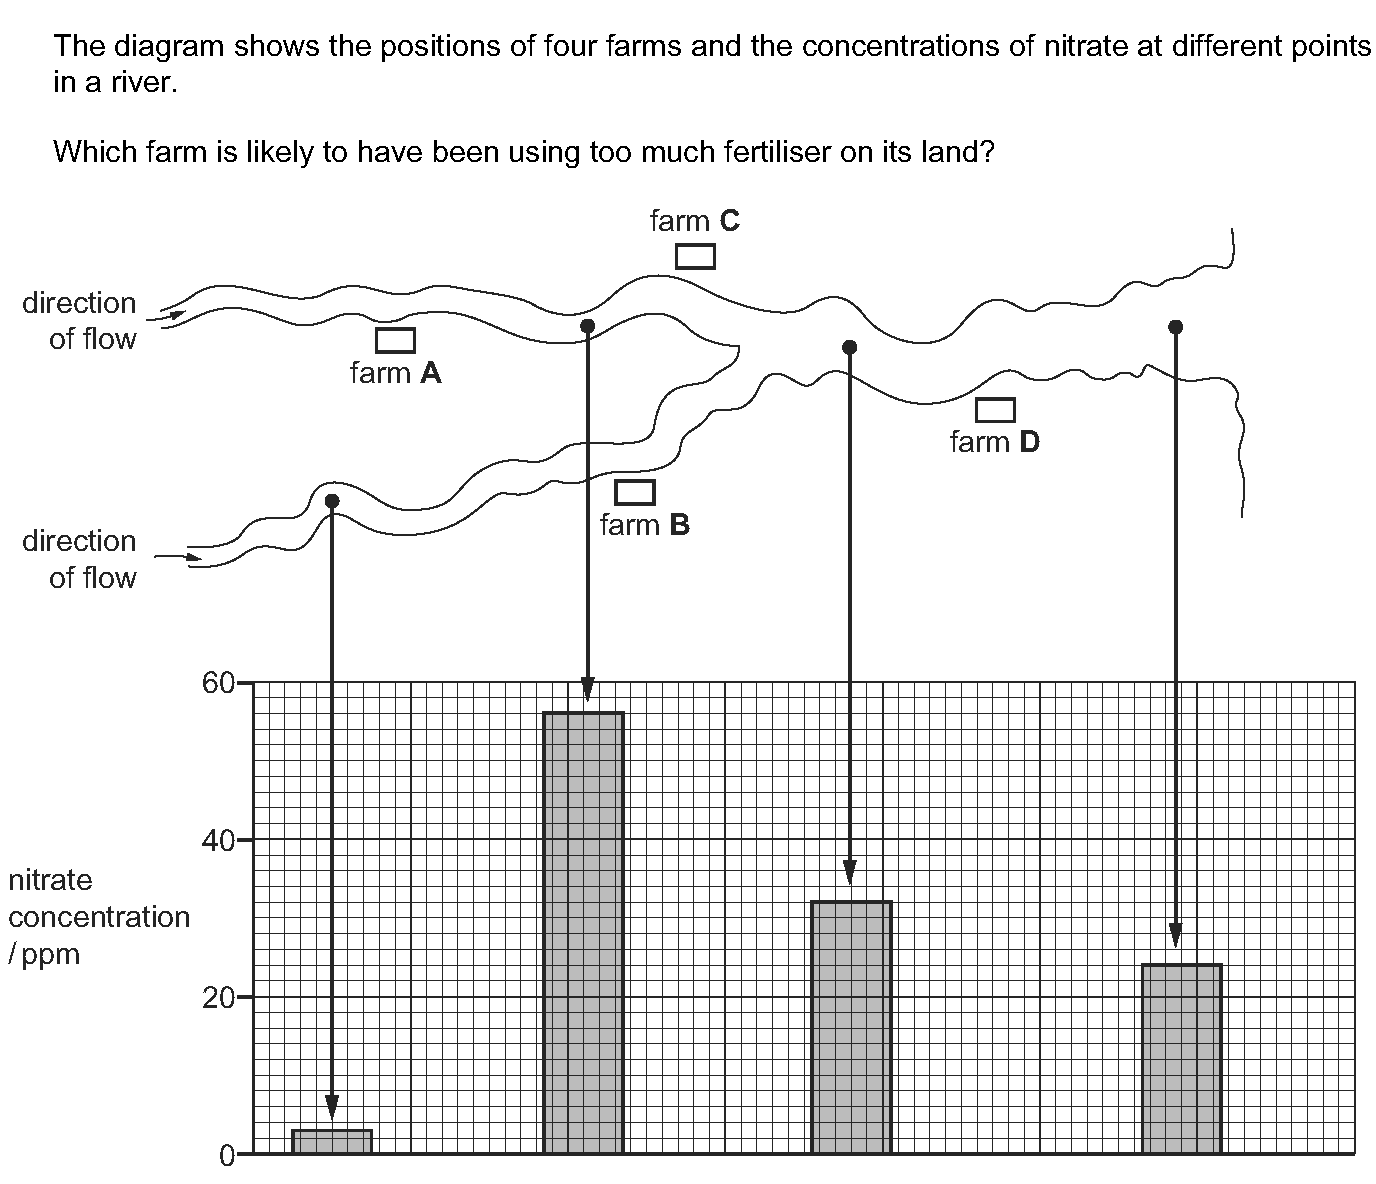 The diagram shows the positions of four farms and the concentrations of nitrate at different points
in a river.
Which farm is likely to have been using too much fertiliser on its land?
farm C
direction
of flow
farm A
farm D
farm B
direction
of flow
60
40
nitrate
concentration
/ ppm
20
0